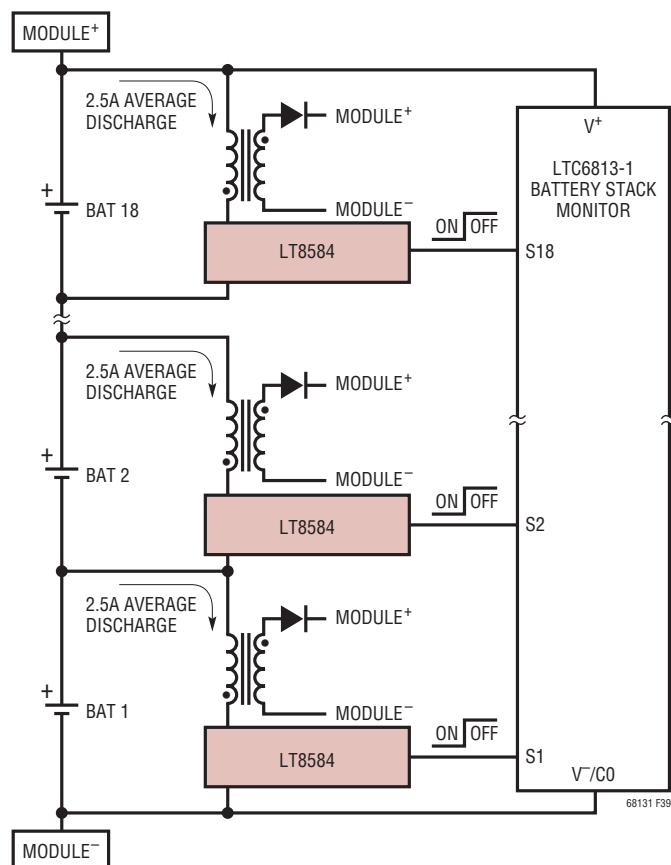 MODULE+
2.5A AVERAGE
DISCHARGE
MODULE+
V+
LTC6813-1
BATTERY STACK
MONITOR
+
BAT 18
MODULE–
ON OFF
LT8584
S18
2.5A AVERAGE
DISCHARGE
MODULE+
+
BAT 2
MODULE–
ON OFF
LT8584
S2
2.5A AVERAGE
DISCHARGE
MODULE+
+
BAT 1
MODULE–
ON OFF
LT8584
S1
V–/C0
68131 F39
MODULE–